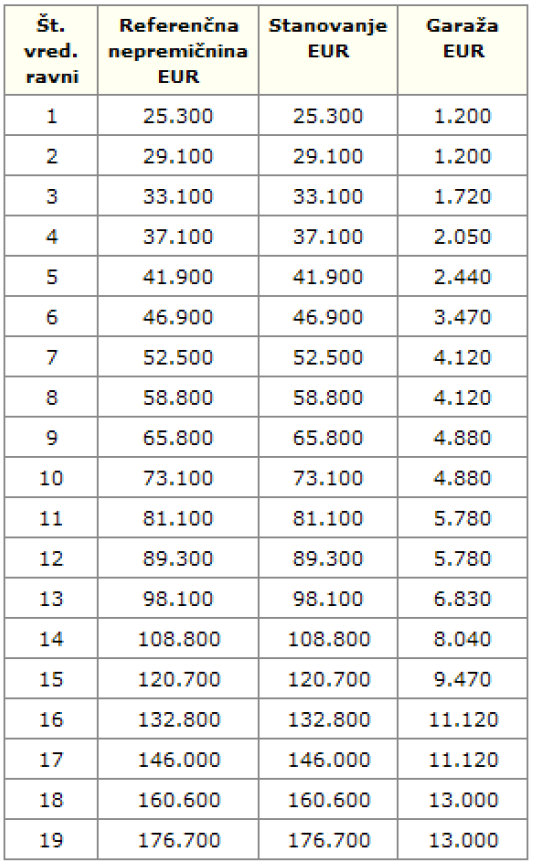 Št. vred. ravni | Referenčna nepremičnina EUR | Stanovanje EUR | Garaža EUR
1 25.300 25.300 1.200
2 29.100 29.100 1.200
3 33.100 33.100 1.720
4 37.100 37.100 2.050
5 41.900 41.900 2.440
6 46.900 46.900 3.470
7 52.500 52.500 4.120
8 58.800 58.800 4.120
9 65.800 65.800 4.880
10 73.100 73.100 4.880
11 81.100 81.100 5.780
12 89.300 89.300 5.780
13 98.100 98.100 6.830
14 108.800 108.800 8.040
15 120.700 120.700 9.470
16 132.800 132.800 11.120
17 146.000 146.000 11.120
18 160.600 160.600 13.000
19 176.700 176.700 13.000